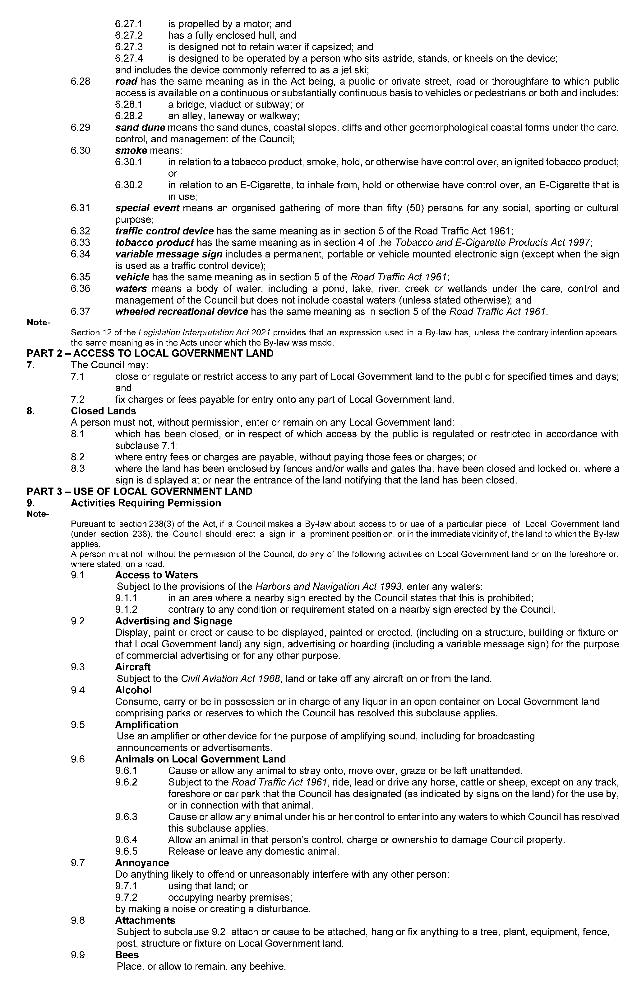 6.27.1 is propelled by a motor; and
6.27.2 has a fully enclosed hull; and
6.27.3 is designed not to retain water if capsized; and
6.27.4 is designed to be operated by a person who sits astride, stands, or kneels on the device;
and includes the device commonly referred to as a jet ski;
6.28 road has the same meaning as in the Act being, a public or private street, road or thoroughfare to which public
access is available on a continuous or substantially continuous basis to vehicles or pedestrians or both and includes:
6.28.1 a bridge, viaduct or subway; or
6.28.2 an alley, laneway or walkway;
6.29 sand dune means the sand dunes, coastal slopes, cliffs and other geomorphological coastal forms under the care,
control, and management of the Council;
6.30 smoke means:
6.30.1 in relation to a tobacco product, smoke, hold, or otherwise have control over, an ignited tobacco product;
or
6.30.2 in relation to an E-Cigarette, to inhale from, hold or otherwise have control over, an E-Cigarette that is
in use;
6.31 special event means an organised gathering of more than fifty (50) persons for any social, sporting or cultural
purpose;
6.32 traffic control device has the same meaning as in section 5 of the Road Traffic Act 1961;
6.33 tobacco product has the same meaning as in section 4 of the Tobacco and E-Cigarette Products Act 1997;
6.34 variable message sign includes a permanent, portable or vehicle mounted electronic sign (except when the sign
is used as a traffic control device);
6.35 vehicle has the same meaning as in section 5 of the Road Traffic Act 1961;
6.36 waters means a body of water, including a pond, lake, river, creek or wetlands under the care, control and
management of the Council but does not include coastal waters (unless stated otherwise); and
6.37 wheeled recreational device has the same meaning as in section 5 of the Road Traffic Act 1961.
Note-
Section 12 of the Legislation Interpretation Act 2021 provides that an expression used in a By-law has, unless the contrary intention appears,
the same meaning as in the Acts under which the By-law was made.
PART 2 – ACCESS TO LOCAL GOVERNMENT LAND
7. The Council may:
7.1 close or regulate or restrict access to any part of Local Government land to the public for specified times and days;
and
7.2 fix charges or fees payable for entry onto any part of Local Government land.
8. Closed Lands
A person must not, without permission, enter or remain on any Local Government land:
8.1 which has been closed, or in respect of which access by the public is regulated or restricted in accordance with
subclause 7.1;
8.2 where entry fees or charges are payable, without paying those fees or charges; or
8.3 where the land has been enclosed by fences and/or walls and gates that have been closed and locked or, where a
sign is displayed at or near the entrance of the land notifying that the land has been closed.
PART 3 – USE OF LOCAL GOVERNMENT LAND
9. Activities Requiring Permission
Note-
Pursuant to section 238(3) of the Act, if a Council makes a By-law about access to or use of a particular piece of Local Government land
(under section 238), the Council should erect a sign in a prominent position on, or in the immediate vicinity of, the land to which the By-law
applies.
A person must not, without the permission of the Council, do any of the following activities on Local Government land or on the foreshore or,
where stated, on a road.
9.1 Access to Waters
Subject to the provisions of the Harbors and Navigation Act 1993, enter any waters:
9.1.1 in an area where a nearby sign erected by the Council states that this is prohibited;
9.1.2 contrary to any condition or requirement stated on a nearby sign erected by the Council.
9.2 Advertising and Signage
Display, paint or erect or cause to be displayed, painted or erected, (including on a structure, building or fixture on
that Local Government land) any sign, advertising or hoarding (including a variable message sign) for the purpose
of commercial advertising or for any other purpose.
9.3 Aircraft
Subject to the Civil Aviation Act 1988, land or take off any aircraft on or from the land.
9.4 Alcohol
Consume, carry or be in possession or in charge of any liquor in an open container on Local Government land
comprising parks or reserves to which the Council has resolved this subclause applies.
9.5 Amplification
Use an amplifier or other device for the purpose of amplifying sound, including for broadcasting
announcements or advertisements.
9.6 Animals on Local Government Land
9.6.1 Cause or allow any animal to stray onto, move over, graze or be left unattended.
9.6.2 Subject to the Road Traffic Act 1961, ride, lead or drive any horse, cattle or sheep, except on any track,
foreshore or car park that the Council has designated (as indicated by signs on the land) for the use by,
or in connection with that animal.
9.6.3 Cause or allow any animal under his or her control to enter into any waters to which Council has resolved
this subclause applies.
9.6.4 Allow an animal in that person’s control, charge or ownership to damage Council property.
9.6.5 Release or leave any domestic animal.
9.7 Annoyance
Do anything likely to offend or unreasonably interfere with any other person:
9.7.1 using that land; or
9.7.2 occupying nearby premises;
by making a noise or creating a disturbance.
9.8 Attachments
Subject to subclause 9.2, attach or cause to be attached, hang or fix anything to a tree, plant, equipment, fence,
post, structure or fixture on Local Government land.
9.9 Bees
Place, or allow to remain, any beehive.